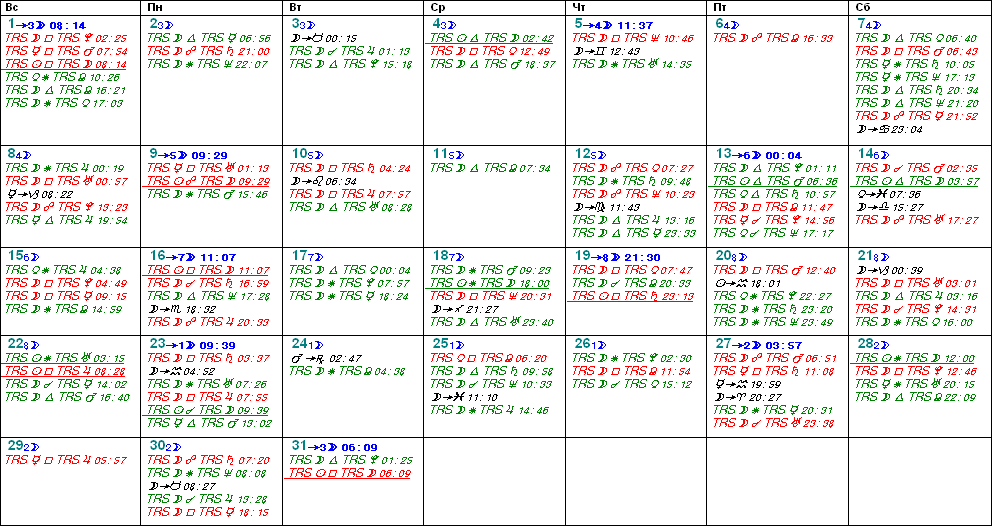 Вс
Пн
Вт
Ср
Чт
Пт
Сб
1→3☽ 08:14
TRS ☽ □ TRS ♇ 02:25
TRS ☿ □ TRS ♂ 07:54
TRS ☉ □ TRS ☽ 08:14
TRS ♀ ✶ TRS ☊ 10:26
TRS ☽ △ TRS ☊ 16:21
TRS ☽ ✶ TRS ♀ 17:03
2 3☽
TRS ☽ △ TRS ☿ 06:56
TRS ☽ ☍ TRS ♄ 21:00
TRS ☽ ✶ TRS ♆ 22:07
3 3☽
☽→♉ 00:15
TRS ☽ ☌ TRS ♃ 01:13
TRS ☽ △ TRS ♇ 15:18
4 3☽
TRS ☉ △ TRS ☽ 02:42
TRS ☽ □ TRS ♀ 12:49
TRS ☽ △ TRS ♂ 18:37
5→4☽ 11:37
TRS ☽ □ TRS ♆ 10:46
☽→♊ 12:43
TRS ☽ ✶ TRS ♅ 14:35
6 4☽
TRS ☽ ☍ TRS ☊ 16:33
7 4☽
TRS ☽ △ TRS ♀ 06:40
TRS ☽ □ TRS ♂ 06:43
TRS ☿ ✶ TRS ♄ 10:05
TRS ☿ ✶ TRS ♆ 17:13
TRS ☽ △ TRS ♄ 20:34
TRS ☽ △ TRS ♆ 21:20
TRS ☽ ☍ TRS ☿ 21:52
☽→♋ 23:04
8 4☽
TRS ☽ ✶ TRS ♃ 00:19
TRS ☽ □ TRS ♅ 00:57
☿→♑ 08:22
TRS ☽ ☍ TRS ♇ 13:23
TRS ☿ △ TRS ♃ 19:54
9→5☽ 09:29
TRS ☿ □ TRS ♅ 01:13
TRS ☉ ☍ TRS ☽ 09:29
TRS ☽ ✶ TRS ♂ 15:46
10 5☽
TRS ☽ □ TRS ♄ 04:24
☽→♌ 06:34
TRS ☽ □ TRS ♃ 07:57
TRS ☽ △ TRS ♅ 08:28
11 5☽
TRS ☽ △ TRS ☊ 07:34
12 5☽
TRS ☽ ☍ TRS ♀ 07:27
TRS ☽ ✶ TRS ♄ 09:48
TRS ☽ ☍ TRS ♆ 10:23
☽→♍ 11:43
TRS ☽ △ TRS ♃ 13:16
TRS ☽ △ TRS ☿ 23:33
13→6☽ 00:04
TRS ☽ △ TRS ♇ 01:11
TRS ☉ △ TRS ♂ 06:36
TRS ♀ △ TRS ♄ 10:57
TRS ☽ □ TRS ☊ 11:47
TRS ☿ ☌ TRS ♇ 14:56
TRS ♀ ☌ TRS ♆ 17:17
14 6☽
TRS ☽ ☌ TRS ♂ 02:35
TRS ☉ △ TRS ☽ 03:57
♀→♓ 07:36
☽→♎ 15:27
TRS ☽ ☍ TRS ♅ 17:27
15 6☽
TRS ♀ ✶ TRS ♃ 04:38
TRS ☽ □ TRS ♇ 04:49
TRS ☽ □ TRS ☿ 09:15
TRS ☽ ✶ TRS ☊ 14:59
16→7☽ 11:07
TRS ☉ □ TRS ☽ 11:07
TRS ☽ ☌ TRS ♄ 16:59
TRS ☽ △ TRS ♆ 17:28
☽→♏ 18:32
TRS ☽ ☍ TRS ♃ 20:33
17 7☽
TRS ☽ △ TRS ♀ 00:04
TRS ☽ ✶ TRS ♇ 07:57
TRS ☽ ✶ TRS ☿ 18:24
18 7☽
TRS ☽ ✶ TRS ♂ 09:23
TRS ☉ ✶ TRS ☽ 18:00
TRS ☽ □ TRS ♆ 20:31
☽→♐ 21:27
TRS ☽ △ TRS ♅ 23:40
19→8☽ 21:30
TRS ☽ □ TRS ♀ 07:47
TRS ☽ ☌ TRS ☊ 20:33
TRS ☉ □ TRS ♄ 23:13
20 8☽
TRS ☽ □ TRS ♂ 12:40
☉→♒ 18:01
TRS ♀ ✶ TRS ♇ 22:27
TRS ☽ ✶ TRS ♄ 23:20
TRS ☽ ✶ TRS ♆ 23:49
21 8☽
☽→♑ 00:39
TRS ☽ □ TRS ♅ 03:01
TRS ☽ △ TRS ♃ 03:16
TRS ☽ ☌ TRS ♇ 14:31
TRS ☽ ✶ TRS ♀ 16:00
22 8☽
TRS ☉ ✶ TRS ♅ 03:15
TRS ☉ □ TRS ♃ 08:28
TRS ☽ ☌ TRS ☿ 14:02
TRS ☽ △ TRS ♂ 16:40
23→1☽ 09:39
TRS ☽ □ TRS ♄ 03:37
☽→♒ 04:52
TRS ☽ ✶ TRS ♅ 07:26
TRS ☽ □ TRS ♃ 07:55
TRS ☉ ☌ TRS ☽ 09:39
TRS ☿ △ TRS ♂ 13:02
24 1☽
♂→℞ 02:47
TRS ☽ ✶ TRS ☊ 04:38
25 1☽
TRS ♀ □ TRS ☊ 06:20
TRS ☽ △ TRS ♄ 09:58
TRS ☽ ☌ TRS ♆ 10:33
☽→♓ 11:10
TRS ☽ ✶ TRS ♃ 14:46
26 1☽
TRS ☽ ✶ TRS ♇ 02:30
TRS ☽ □ TRS ☊ 11:54
TRS ☽ ☌ TRS ♀ 15:12
27→2☽ 03:57
TRS ☽ ☍ TRS ♂ 06:51
TRS ☿ □ TRS ♄ 11:08
☿→♒ 19:59
☽→♈ 20:27
TRS ☽ ✶ TRS ☿ 20:31
TRS ☽ ☌ TRS ♅ 23:38
28 2☽
TRS ☉ ✶ TRS ☽ 12:00
TRS ☽ □ TRS ♇ 12:46
TRS ☿ ✶ TRS ♅ 20:15
TRS ☽ △ TRS ☊ 22:09
29 2☽
TRS ☿ □ TRS ♃ 05:57
30 2☽
TRS ☽ ☍ TRS ♄ 07:20
TRS ☽ ✶ TRS ♆ 08:08
☽→♉ 08:27
TRS ☽ ☌ TRS ♃ 13:28
TRS ☽ □ TRS ☿ 18:15
31→3☽ 06:09
TRS ☽ △ TRS ♇ 01:25
TRS ☉ □ TRS ☽ 06:09